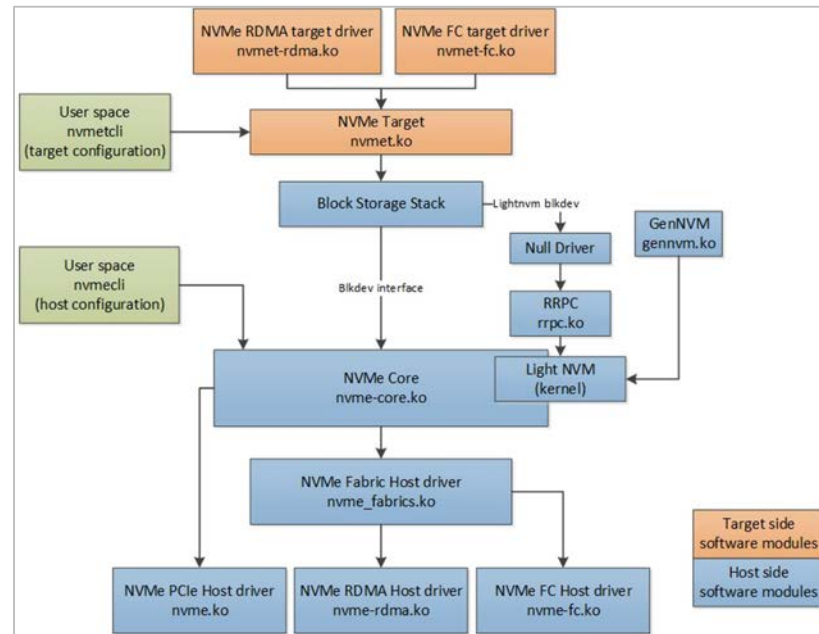 NVMe RDMA target driver
nvmet-rdma.ko
NVMe FC target driver
nvmet-fc.ko
User space
nvmetcli
(target configuration)
NVMe Target
nvmet.ko
Block Storage Stack
Lightnvm blkdev
GenNVM
gennvm.ko
Null Driver
User space
nvmecli
(host configuration)
Blkdev interface
RRPC
rrpc.ko
NVMe Core
nvme-core.ko
Light NVM
(kernel)
NVMe Fabric Host driver
nvme_fabrics.ko
Target side
software modules
Host side
software modules
NVMe PCIe Host driver
nvme.ko
NVMe RDMA Host driver
nvme-rdma.ko
NVMe FC Host driver
nvme-fc.ko